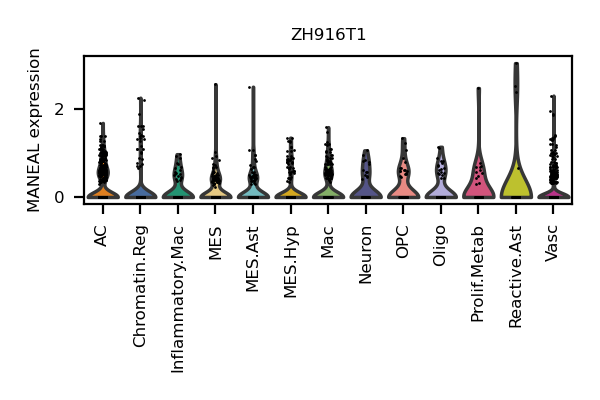 ZH916T1
MANEAL expression
2
0
AC
Chromatin.Reg
Inflammatory.Mac
MES
MES.Ast
MES.Hyp
Mac
Neuron
OPC
Oligo
Prolif.Metab
Reactive.Ast
Vasc